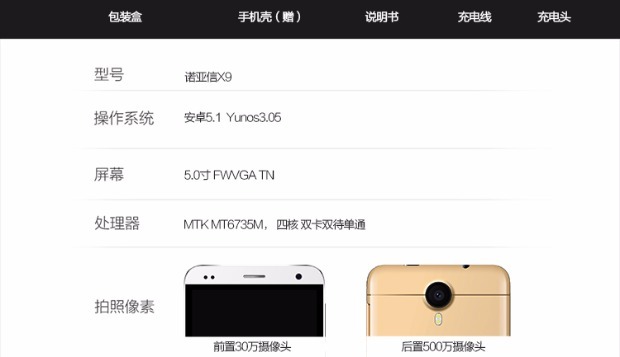 包装盒 手机壳（赠） 说明书 充电线 充电头
型号 诺亚信X9
操作系统 安卓5.1 Yunos3.05
屏幕 5.0寸 FWVGA TN
处理器 MTK MT6735M， 四核 双卡双待单通
拍照像素
前置30万摄像头 后置500万摄像头